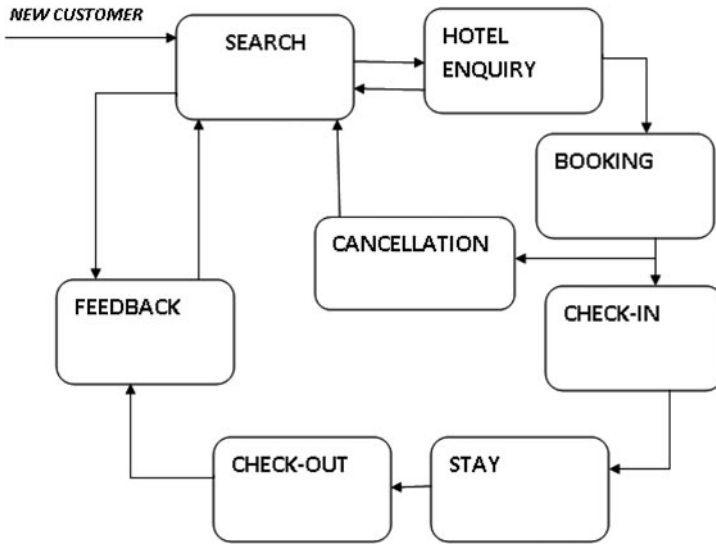 NEW CUSTOMER
SEARCH
HOTEL
ENQUIRY
BOOKING
CANCELLATION
FEEDBACK
CHECK-IN
CHECK-OUT
STAY